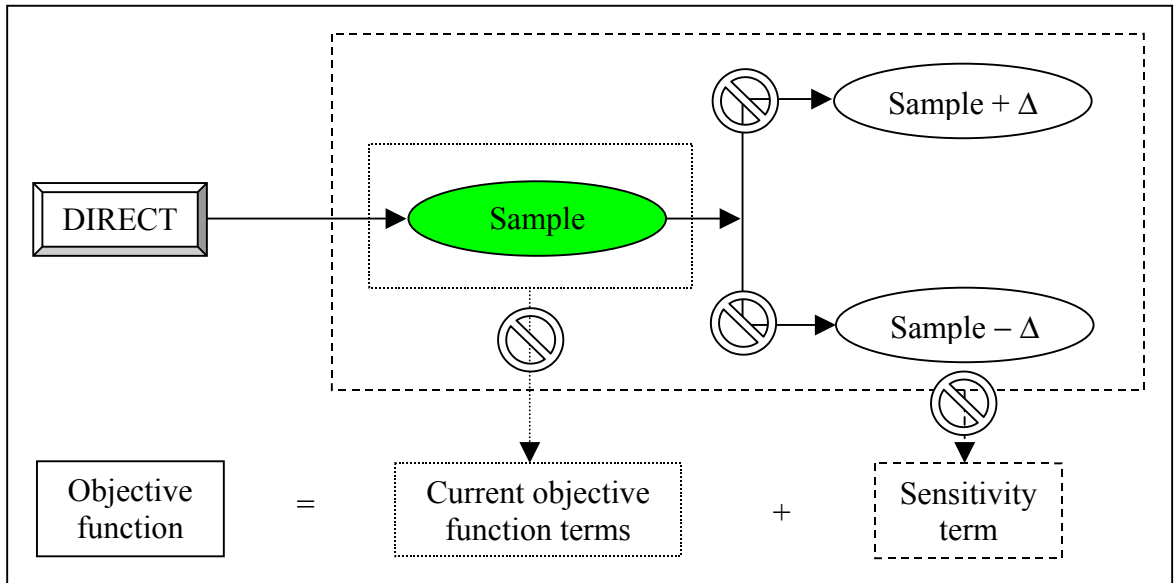 Sample + Δ
DIRECT
Sample
Sample − Δ
Objective
function
=
Current objective
function terms
+
Sensitivity
term